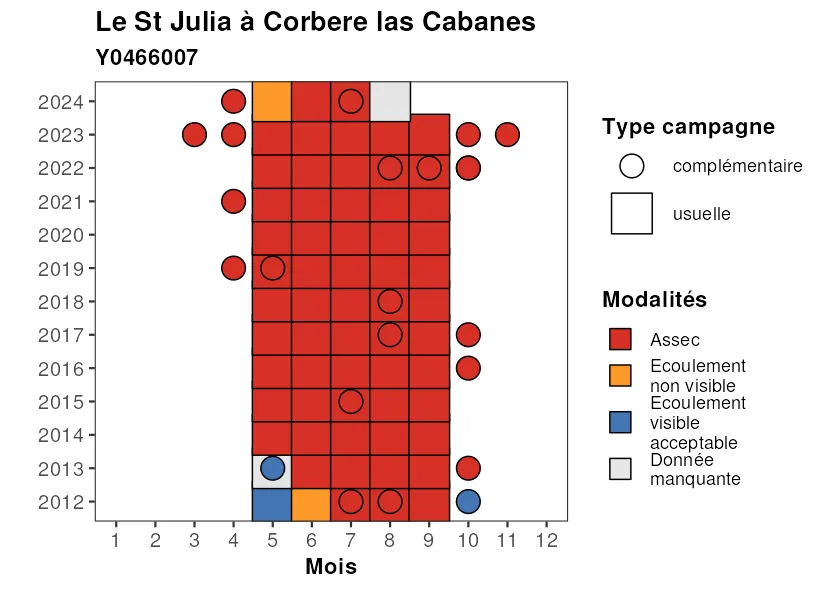 Le St Julia à Corbere las Cabanes
Y0466007
2024
2023
2022
2021
2020
2019
2018
2017
2016
2015
2014
2013
2012
1 2 3 4 5 6 7 8 9 10 11 12
Mois
Type campagne
complémentaire
usuelle
Modalités
Assec
Ecoulement
non visible
Ecoulement
visible
acceptable
Donnée
manquante